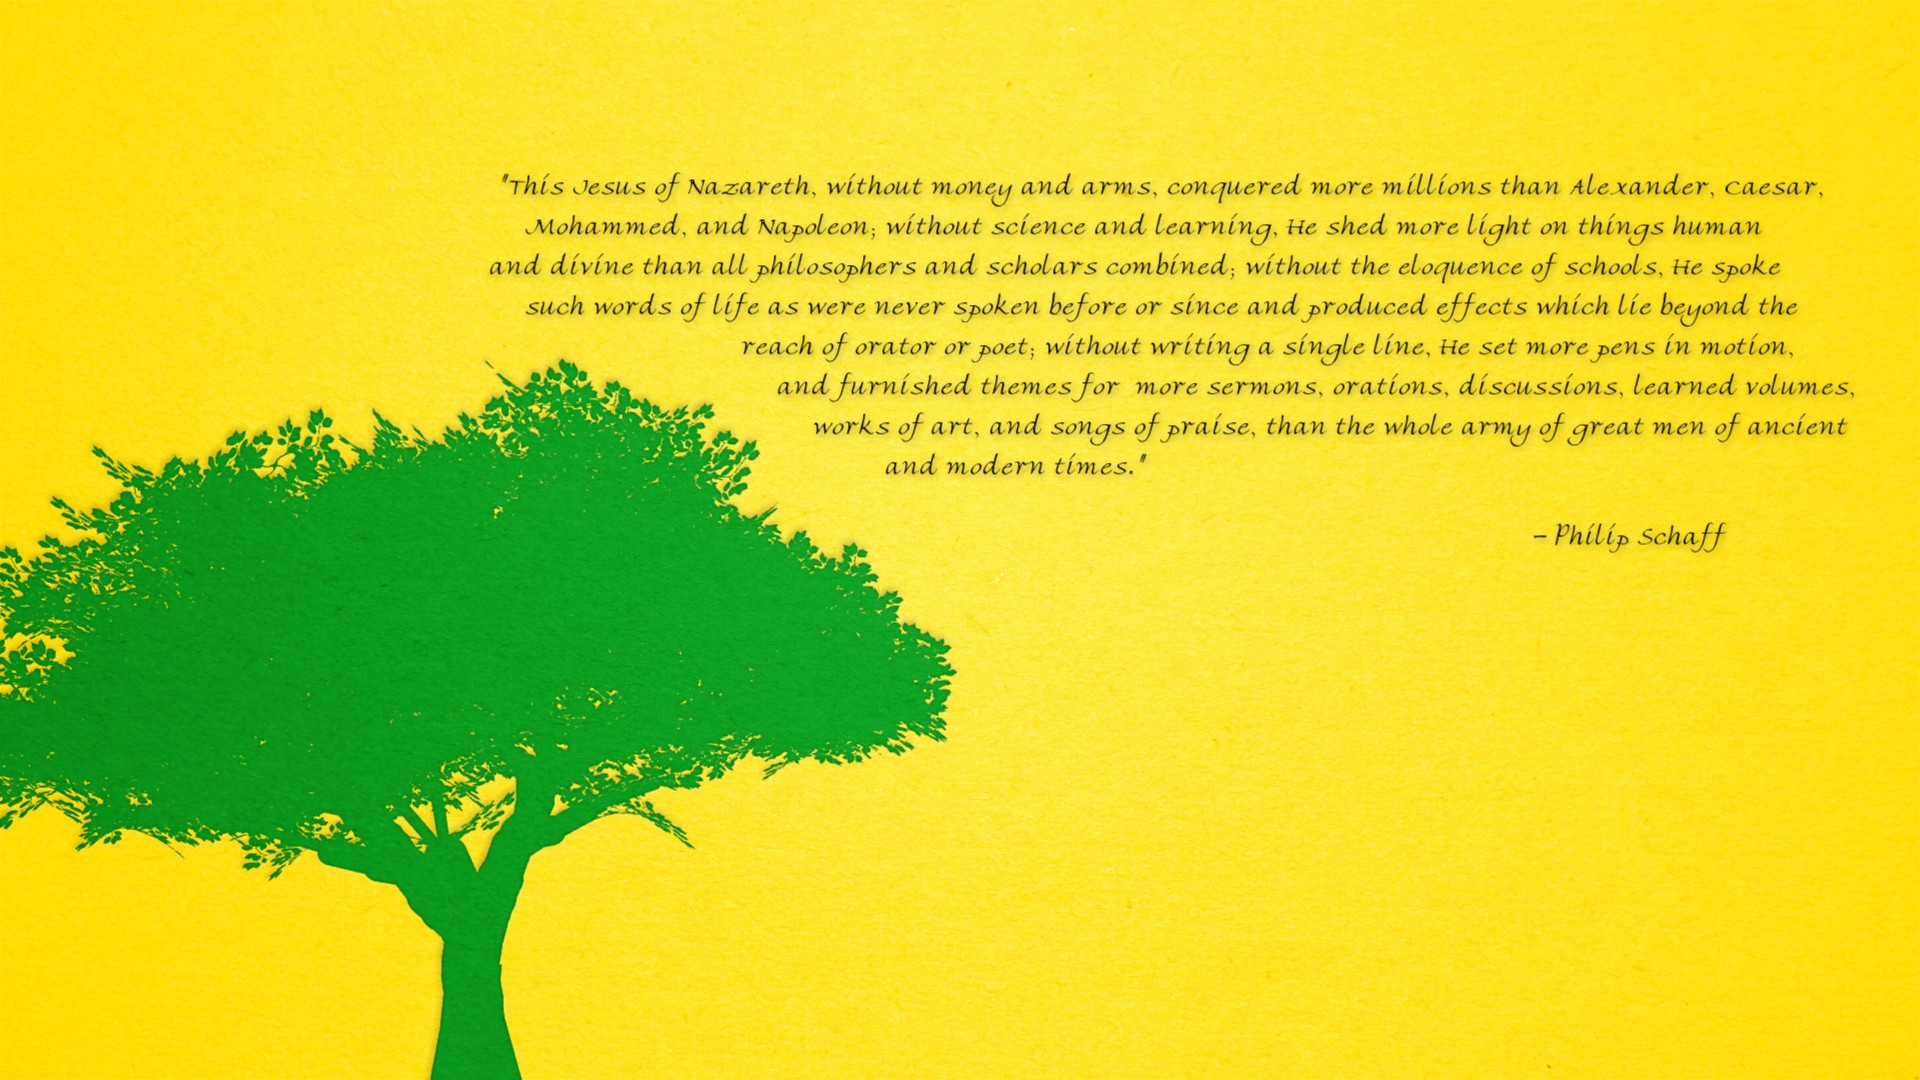 "This Jesus of Nazareth, without money and arms, conquered more millions than Alexander, Caesar,
Mohammed, and Napoleon; without science and learning, He shed more light on things human
and divine than all philosophers and scholars combined; without the eloquence of schools, He spoke
such words of life as were never spoken before or since and produced effects which lie beyond the
reach of orator or poet; without writing a single line, He set more pens in motion,
and furnished themes for more sermons, orations, discussions, learned volumes,
works of art, and songs of praise, than the whole army of great men of ancient
and modern times."
– Philip Schaff